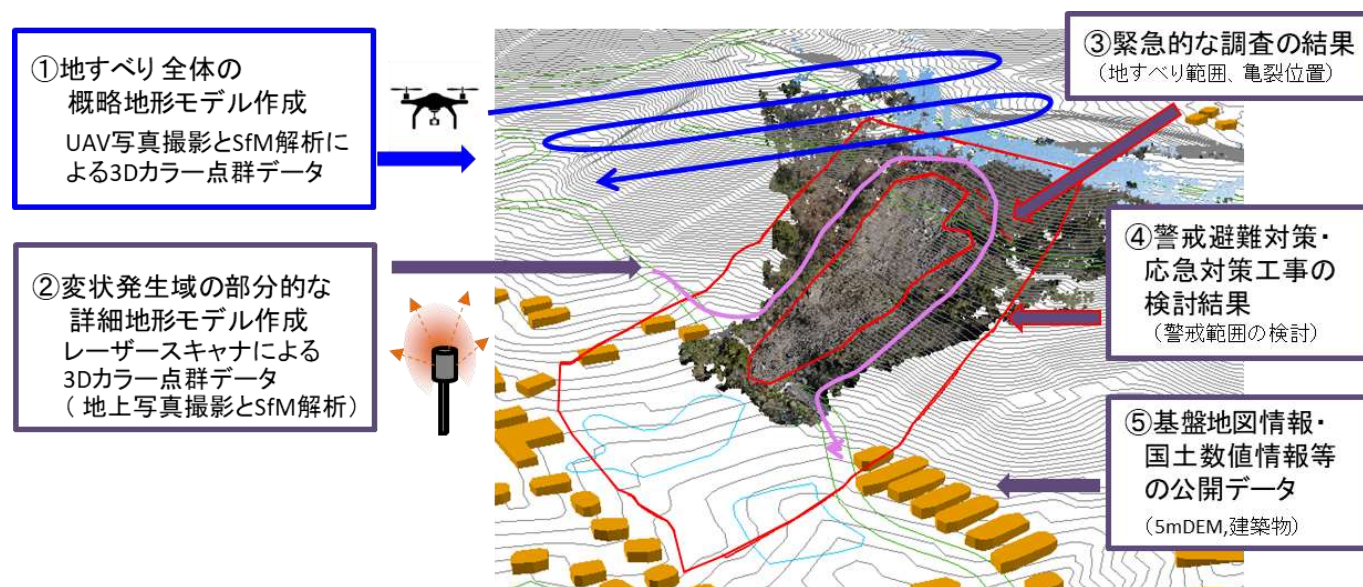 ①地すべり 全体の
概略地形モデル作成
UAV写真撮影とSfM解析に
よる3Dカラー点群データ
②変状発生域の部分的な
詳細地形モデル作成
レーザースキャナによる
3Dカラー点群データ
( 地上写真撮影とSfM解析)
③緊急的な調査の結果
(地すべり範囲、亀裂位置)
④警戒避難対策・
応急対策工事の
検討結果
(警戒範囲の検討)
⑤基盤地図情報・
国土数値情報等
の公開データ
(5mDEM,建築物)